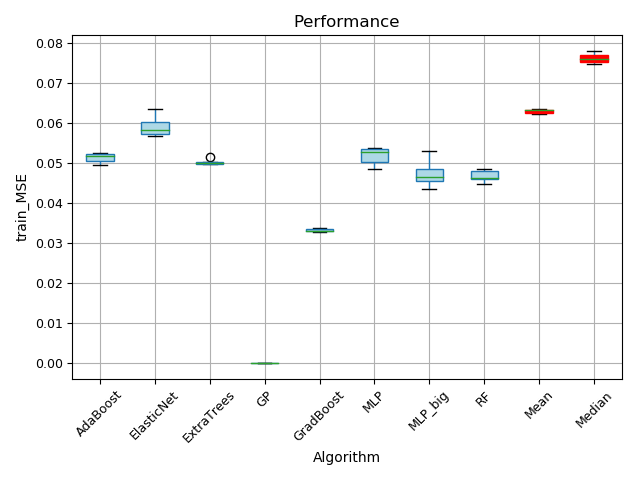 Performance
train_MSE
0.08
0.07
0.06
0.05
0.04
0.03
0.02
0.01
0.00
AdaBoost
ElasticNet
ExtraTrees
GP
GradBoost
MLP
MLP_big
RF
Mean
Median
Algorithm